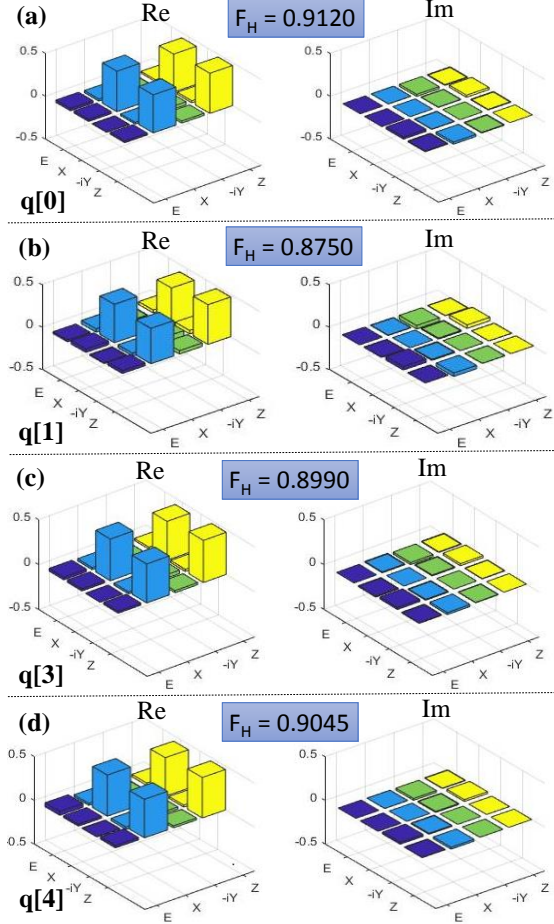 (a) Re F_H = 0.9120 Im
0.5
0
-0.5
E X -iY Z
E X -iY Z
0.5
0
-0.5
E X -iY Z
E X -iY Z
q[0]
(b) Re F_H = 0.8750 Im
0.5
0
-0.5
E X -iY Z
E X -iY Z
0.5
0
-0.5
E X -iY Z
E X -iY Z
q[1]
(c) Re F_H = 0.8990 Im
0.5
0
-0.5
E X -iY Z
E X -iY Z
0.5
0
-0.5
E X -iY Z
E X -iY Z
q[3]
(d) Re F_H = 0.9045 Im
0.5
0
-0.5
E X -iY Z
E X -iY Z
0.5
0
-0.5
E X -iY Z
E X -iY Z
q[4]